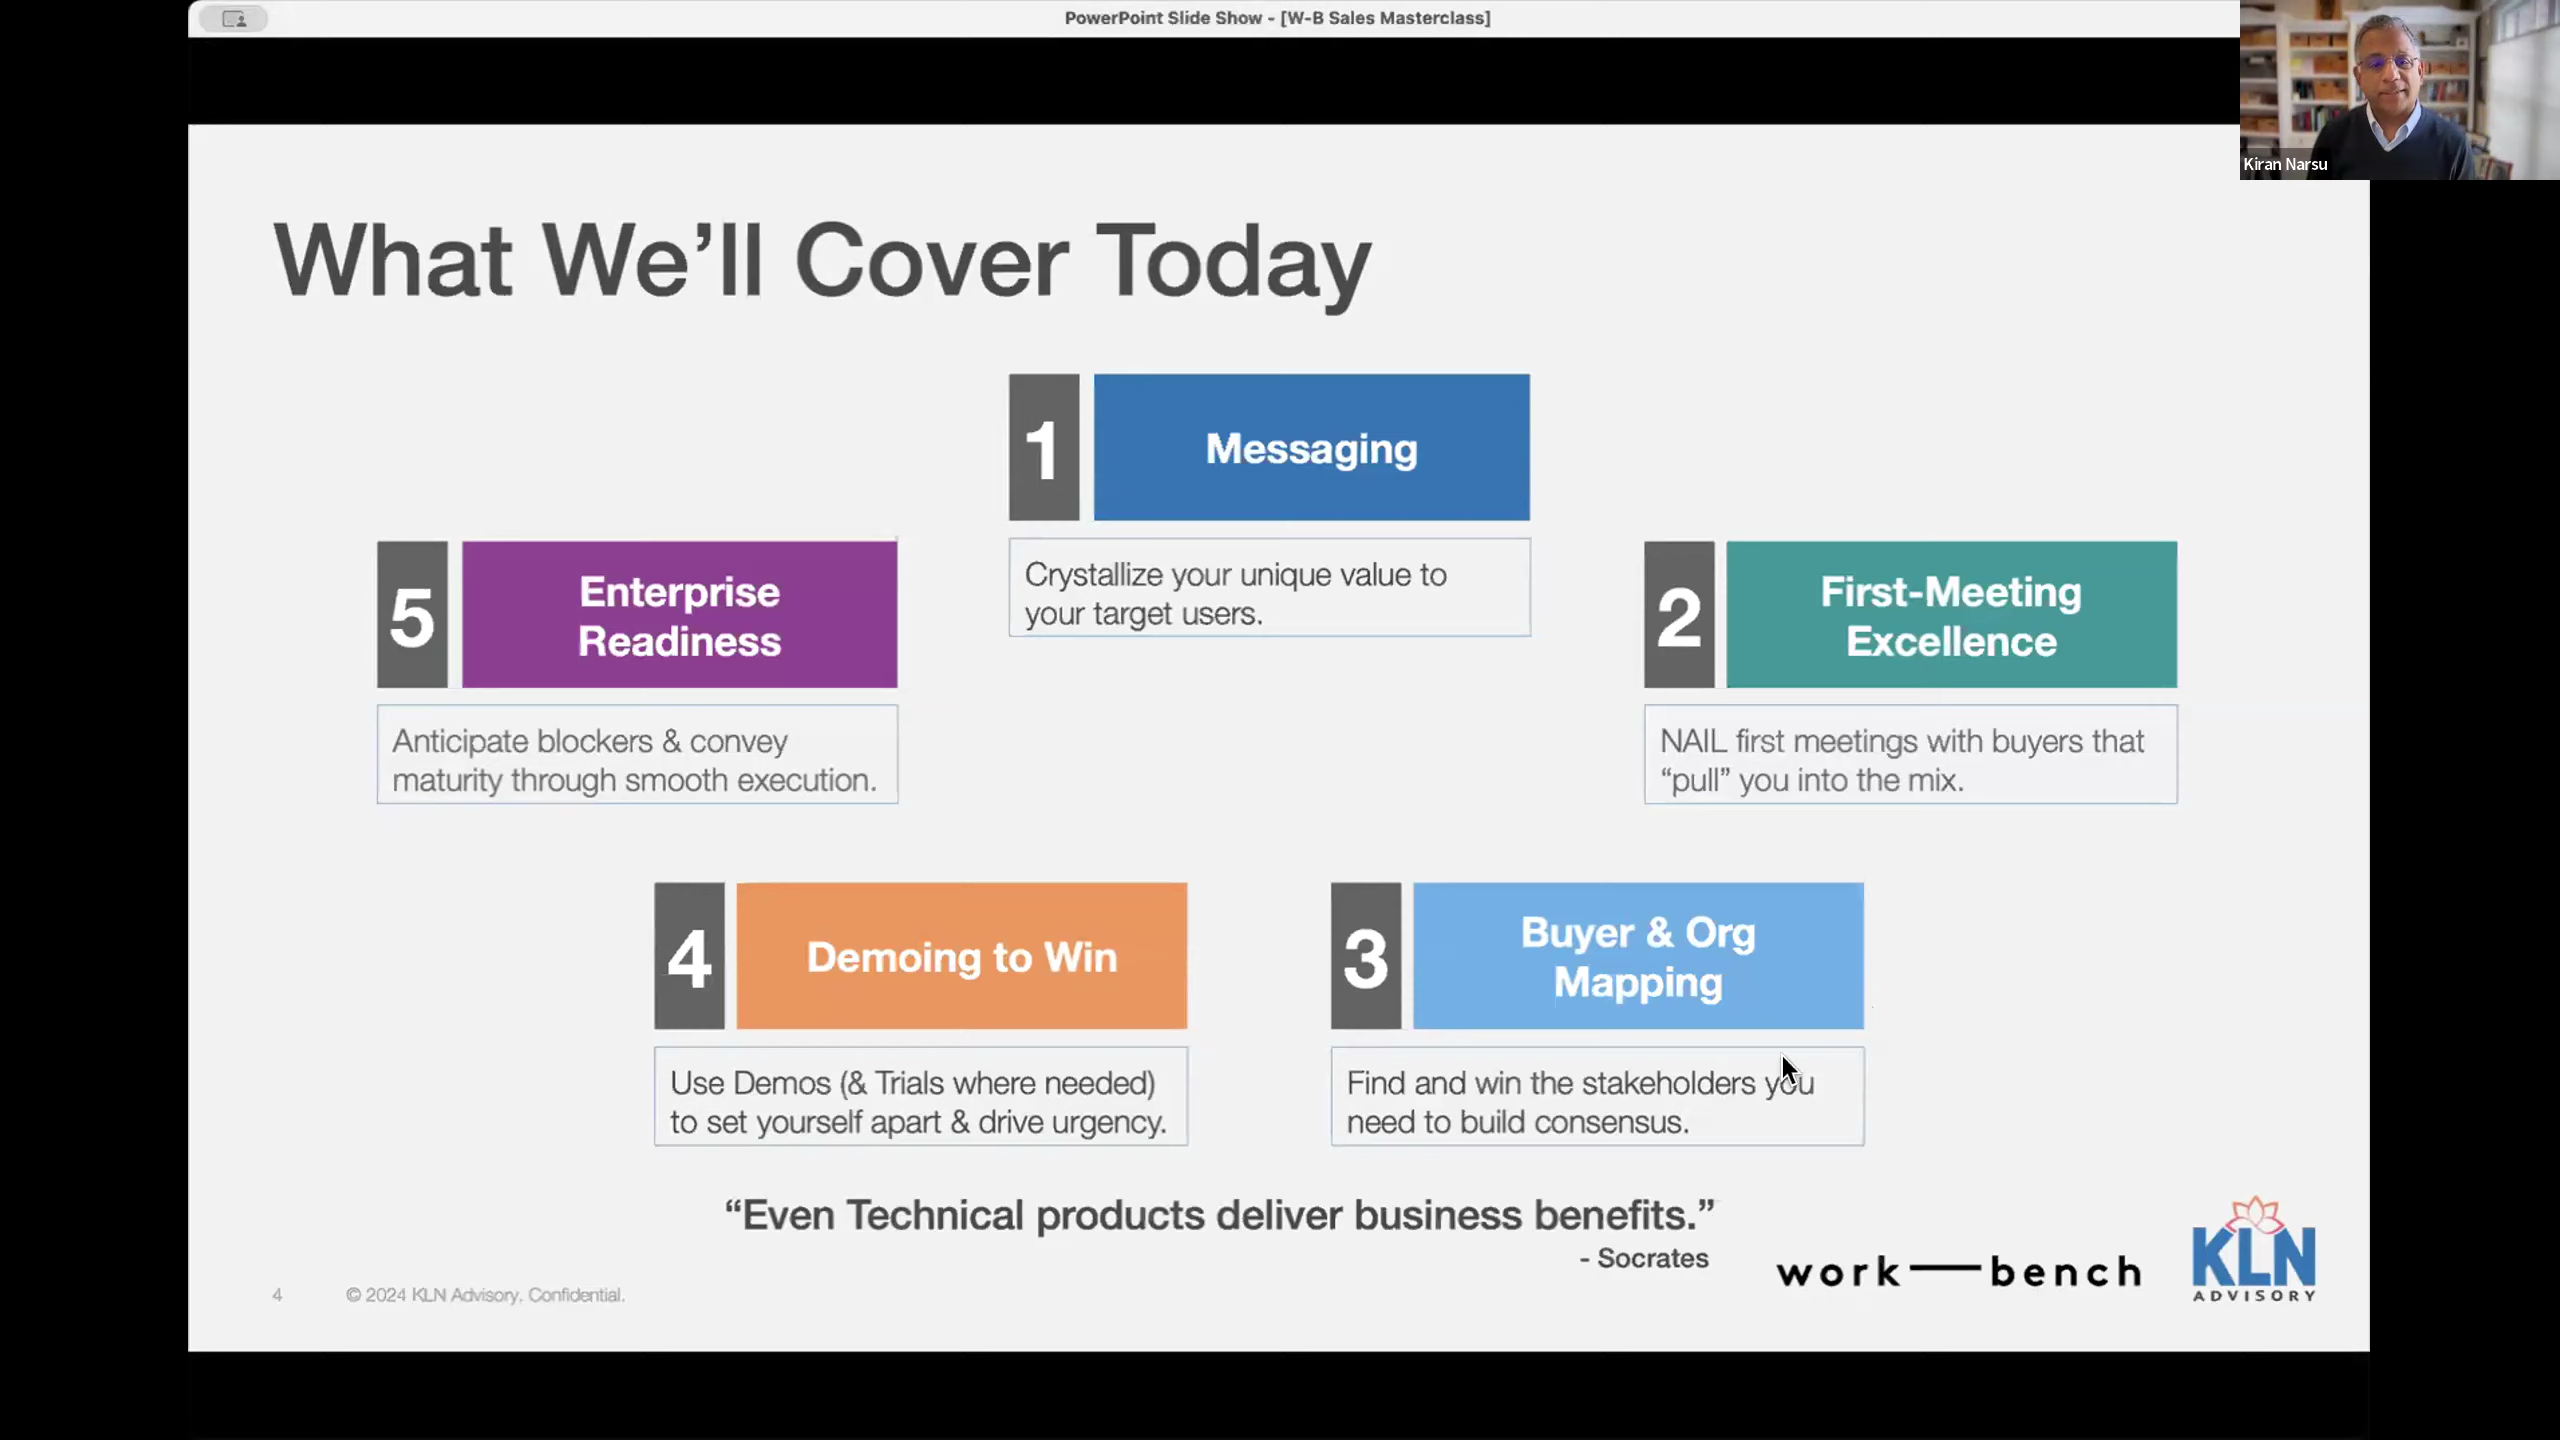 PowerPoint Slide Show - [W-B Sales Masterclass]
Kiran Narsu
What We’ll Cover Today
1
Messaging
Crystallize your unique value to
your target users.
2
First-Meeting
Excellence
NAIL first meetings with buyers that
“pull” you into the mix.
3
Buyer & Org
Mapping
Find and win the stakeholders you
need to build consensus.
4
Demoing to Win
Use Demos (& Trials where needed)
to set yourself apart & drive urgency.
5
Enterprise
Readiness
Anticipate blockers & convey
maturity through smooth execution.
“Even Technical products deliver business benefits.”
- Socrates
4
© 2024 KLN Advisory. Confidential.
work—bench
KLN
ADVISORY